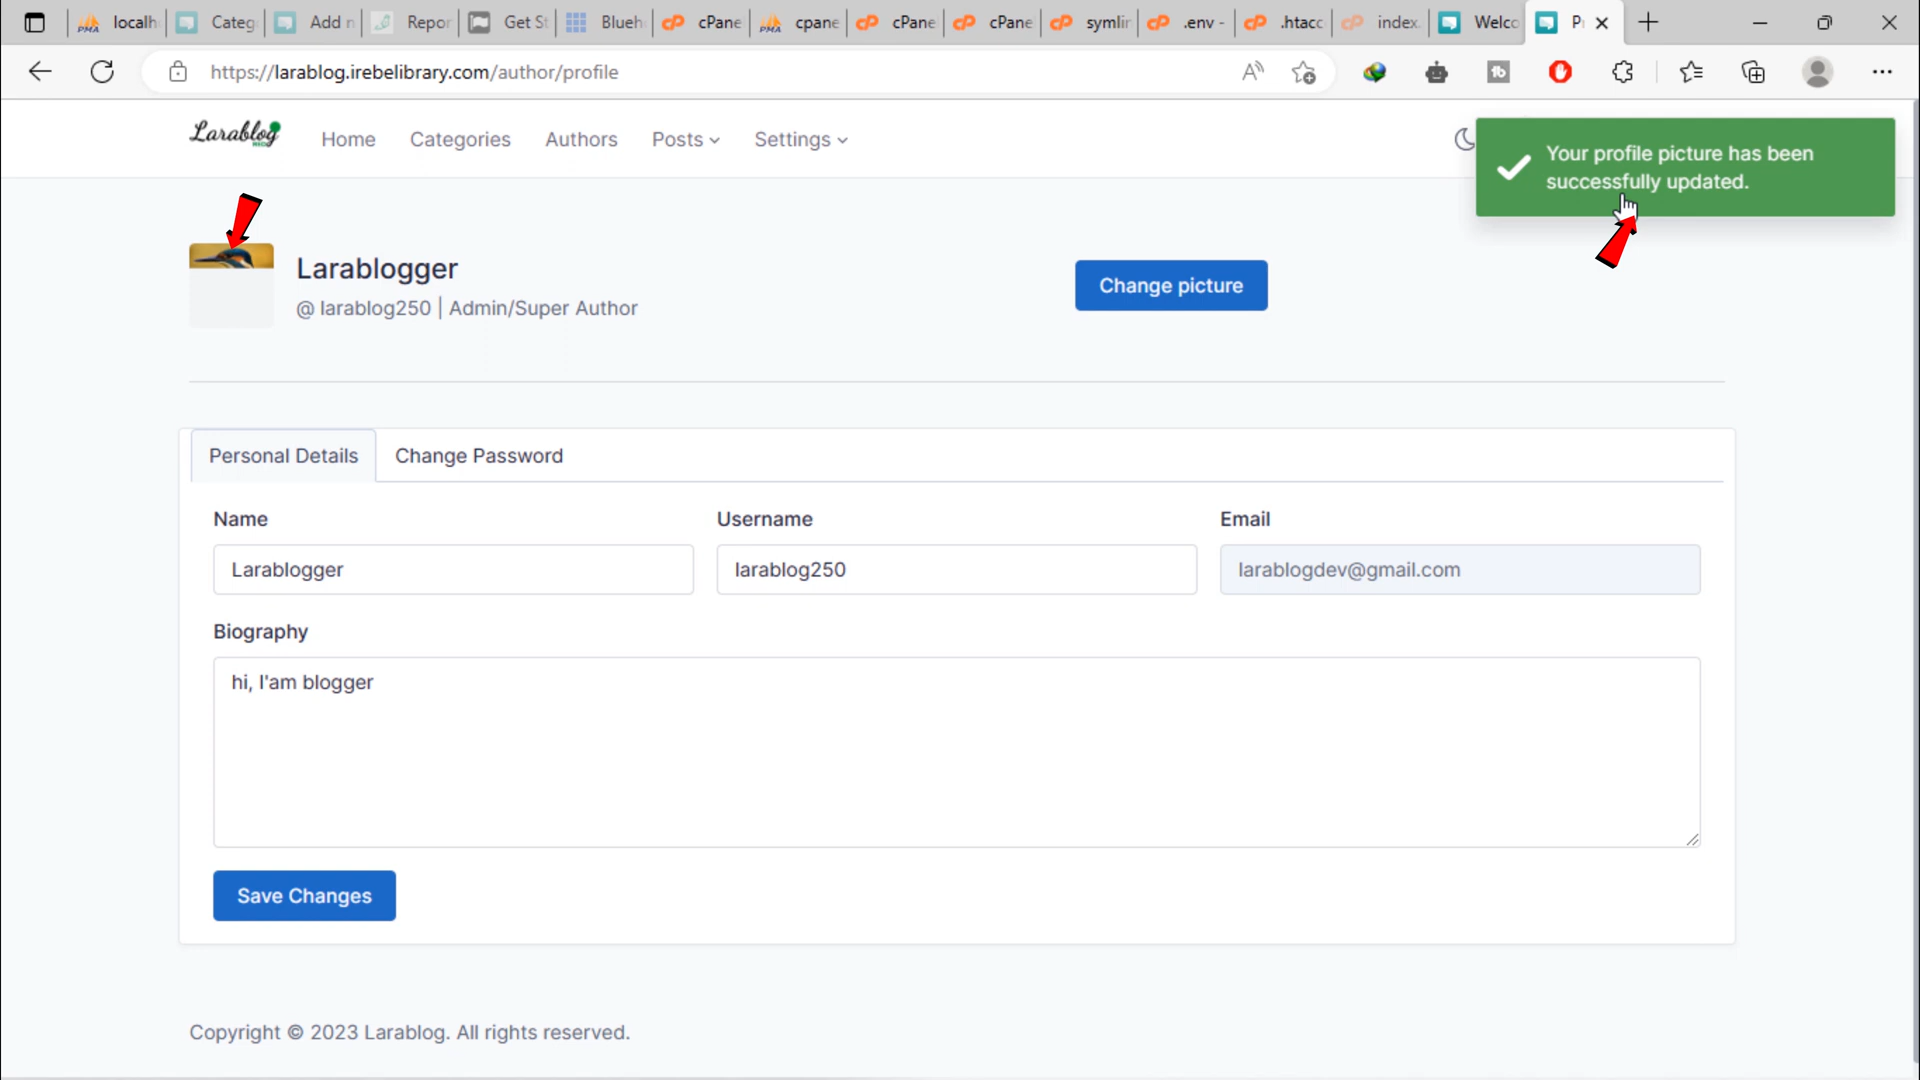 localh
Categ
Add n
Repor
Get St
Blueh
cPane
cpane
cPane
cPane
symlin
.env -
.htacc
index.
Welco
https://larablog.irebelibrary.com/author/profile
Larablog
Home
Categories
Authors
Posts
Settings
Your profile picture has been
successfully updated.
Larablogger
@ larablog250 | Admin/Super Author
Change picture
Personal Details
Change Password
Name
Username
Email
Larablogger
larablog250
larablogdev@gmail.com
Biography
hi, I'am blogger
Save Changes
Copyright © 2023 Larablog. All rights reserved.